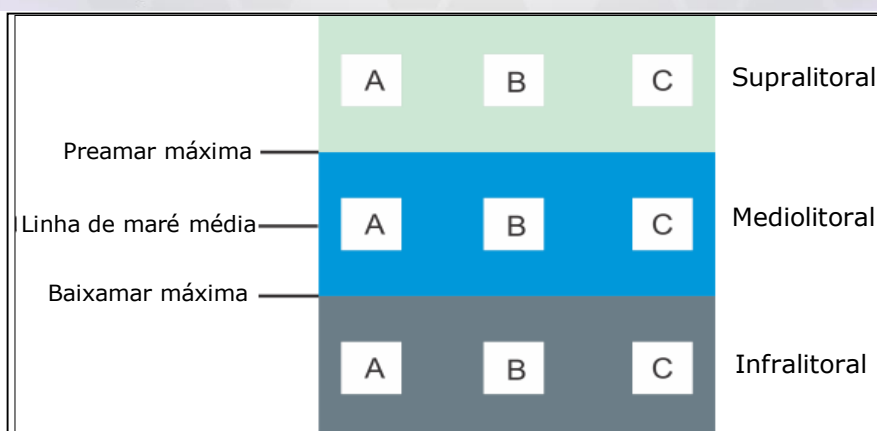 A B C Supralitoral
Preamar máxima
Linha de maré média A B C Mediolitoral
Baixamar máxima
A B C Infralitoral